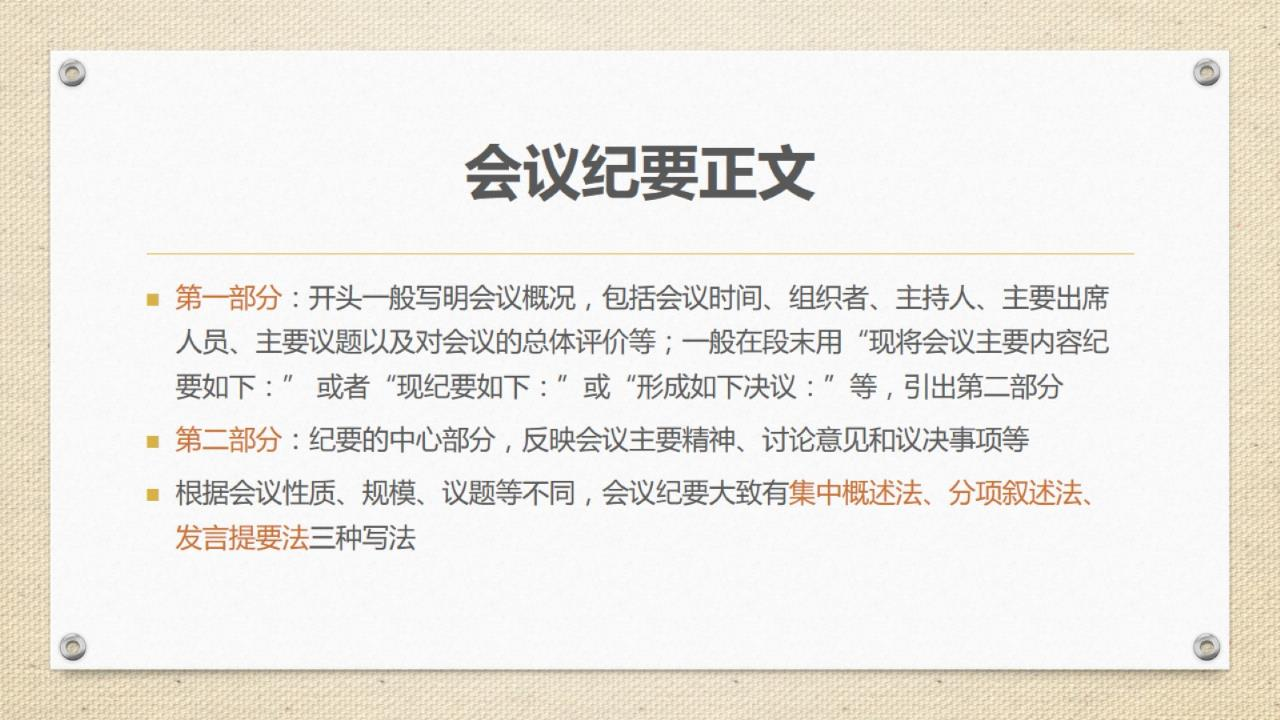 会议纪要正文
第一部分：开头一般写明会议概况，包括会议时间、组织者、主持人、主要出席
人员、主要议题以及对会议的总体评价等；一般在段末用“现将会议主要内容纪
要如下：” 或者“现纪要如下：”或“形成如下决议：”等，引出第二部分
第二部分：纪要的中心部分，反映会议主要精神、讨论意见和议决事项等
根据会议性质、规模、议题等不同，会议纪要大致有集中概述法、分项叙述法、
发言提要法三种写法